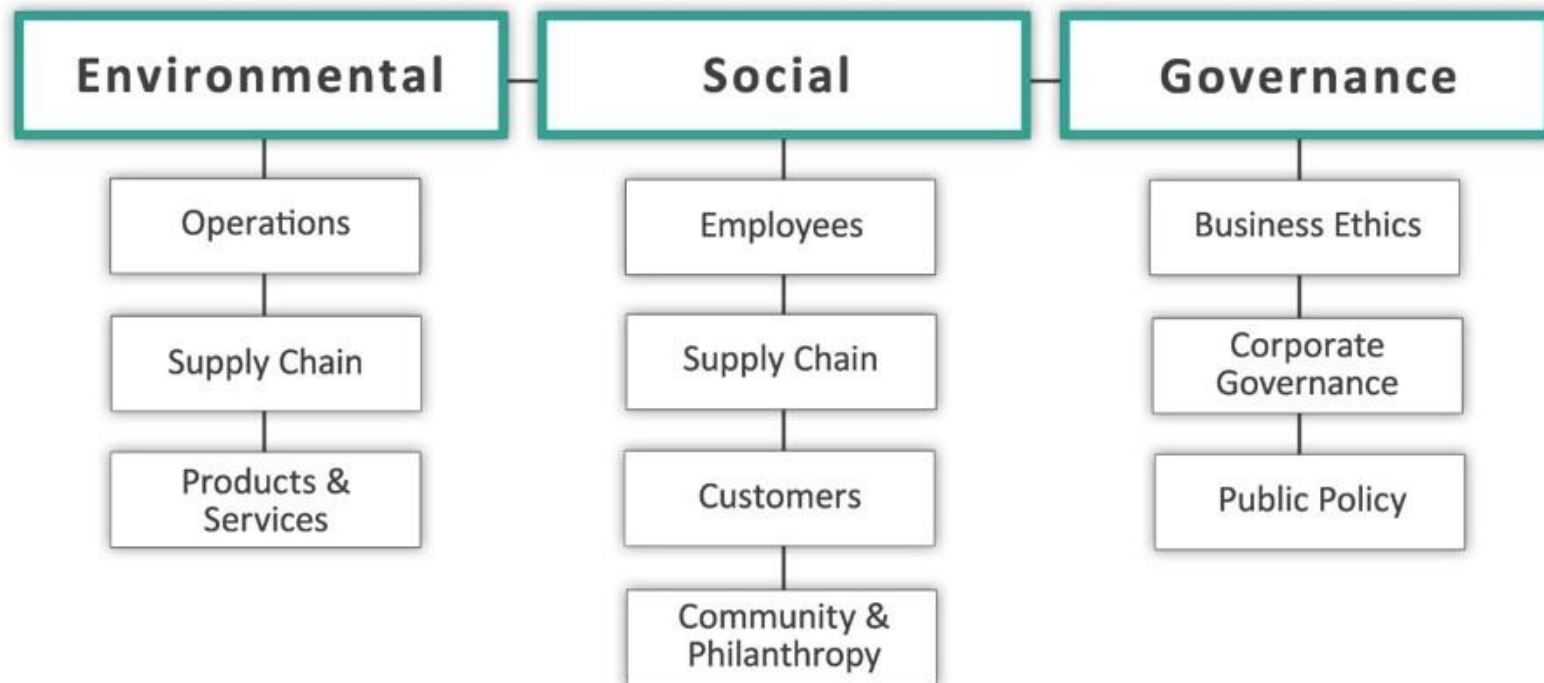 Environmental
Operations
Supply Chain
Products &
Services
Social
Employees
Supply Chain
Customers
Community &
Philanthropy
Governance
Business Ethics
Corporate
Governance
Public Policy